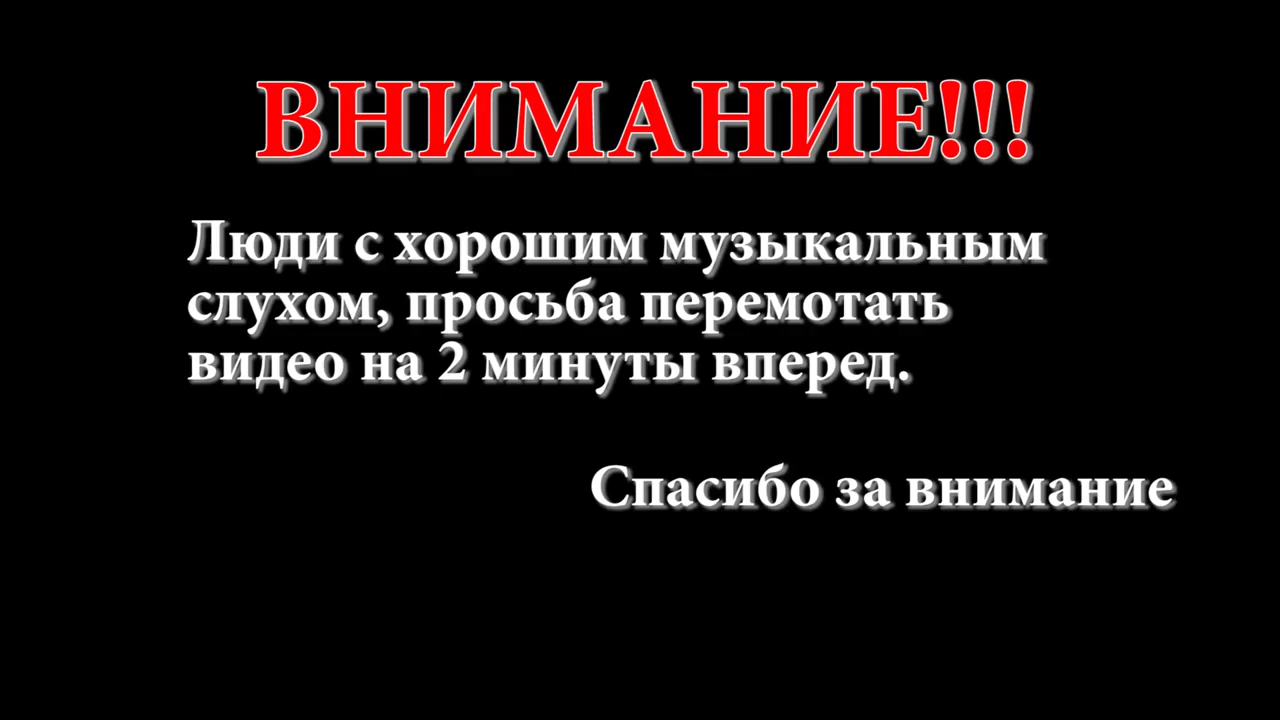 ВНИМАНИЕ!!!
Люди с хорошим музыкальным
слухом, просьба перемотать
видео на 2 минуты вперед.
Спасибо за внимание